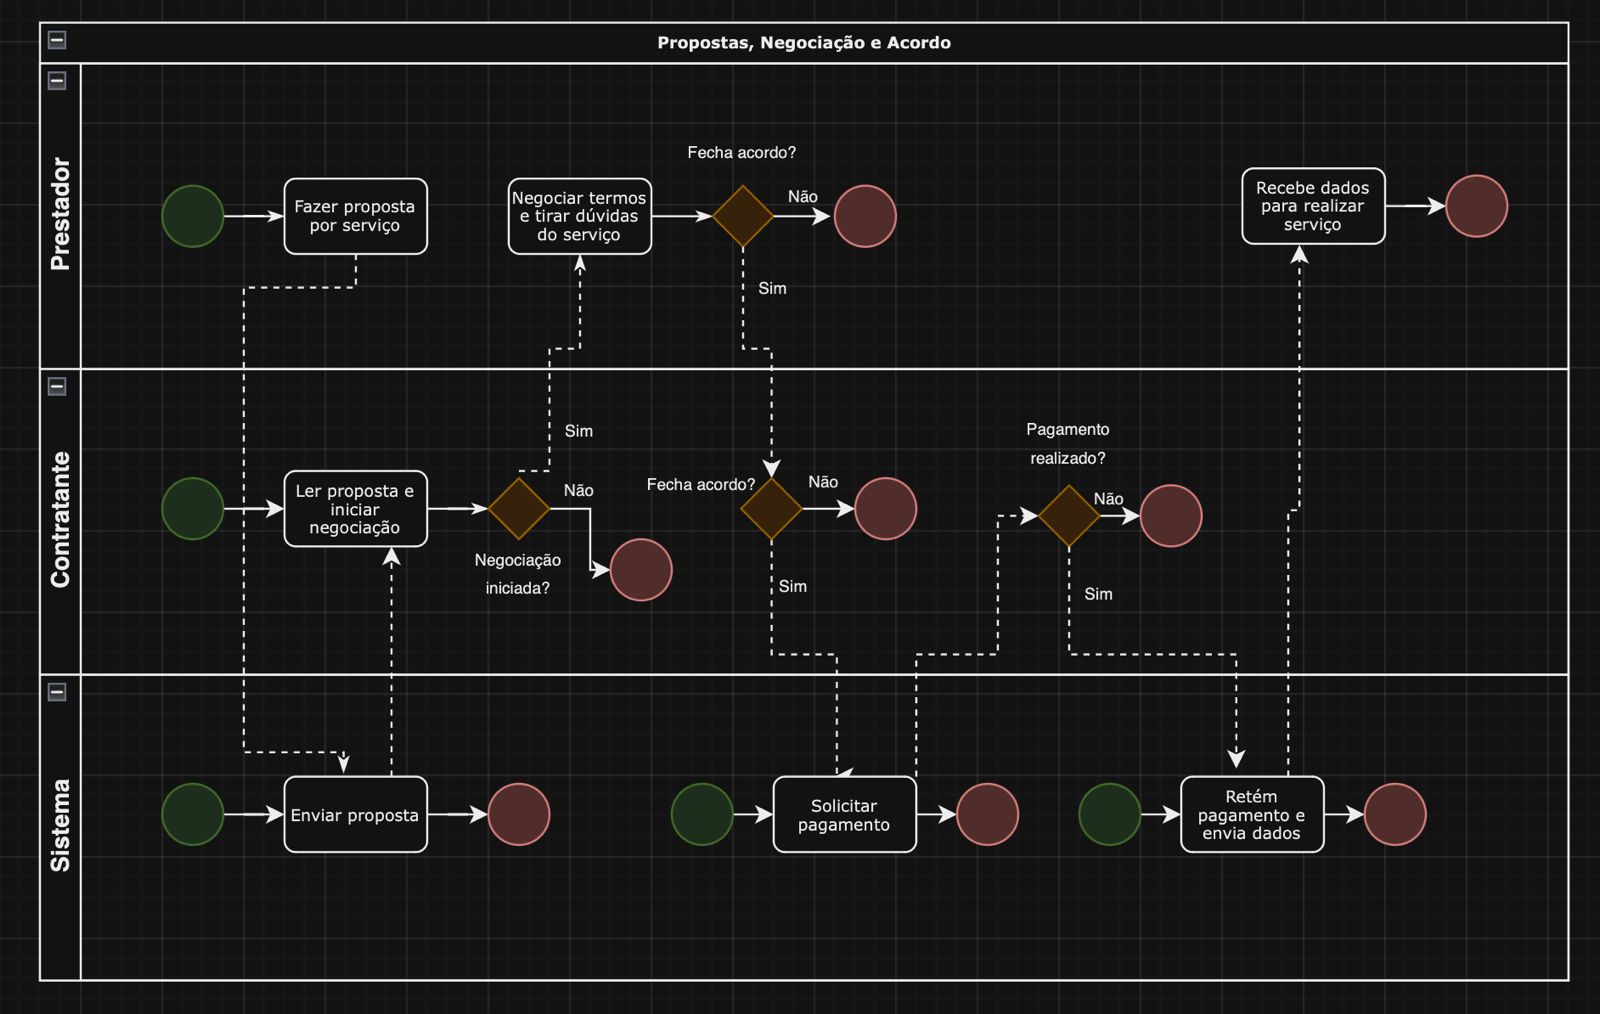 Propostas, Negociação e Acordo
Prestador
Fazer proposta
por serviço
Negociar termos
e tirar dúvidas
do serviço
Fecha acordo?
Não
Sim
Recebe dados
para realizar
serviço
Contratante
Ler proposta e
iniciar
negociação
Sim
Não
Negociação
iniciada?
Fecha acordo?
Não
Sim
Pagamento
realizado?
Não
Sim
Sistema
Enviar proposta
Solicitar
pagamento
Retém
pagamento e
envia dados